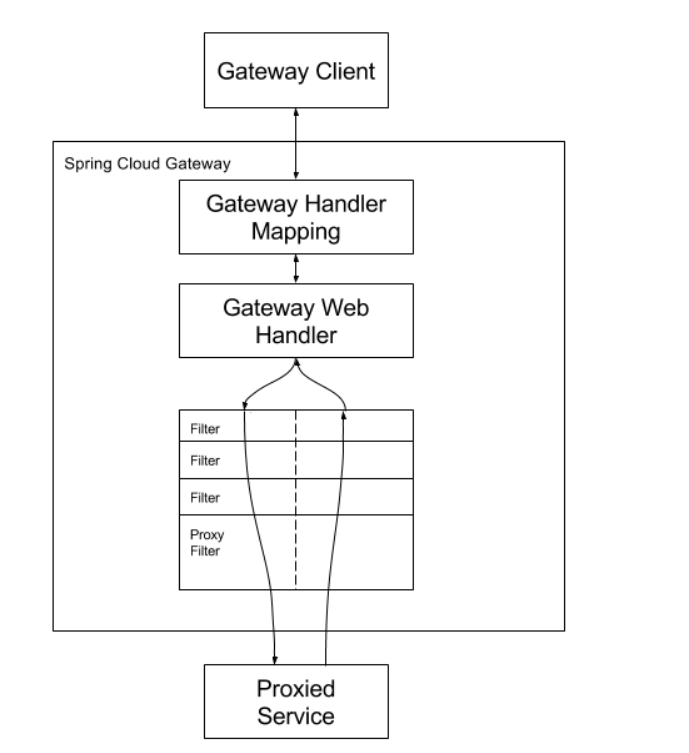 Gateway Client
Spring Cloud Gateway
Gateway Handler
Mapping
Gateway Web
Handler
Filter
Filter
Filter
Proxy
Filter
Proxied
Service